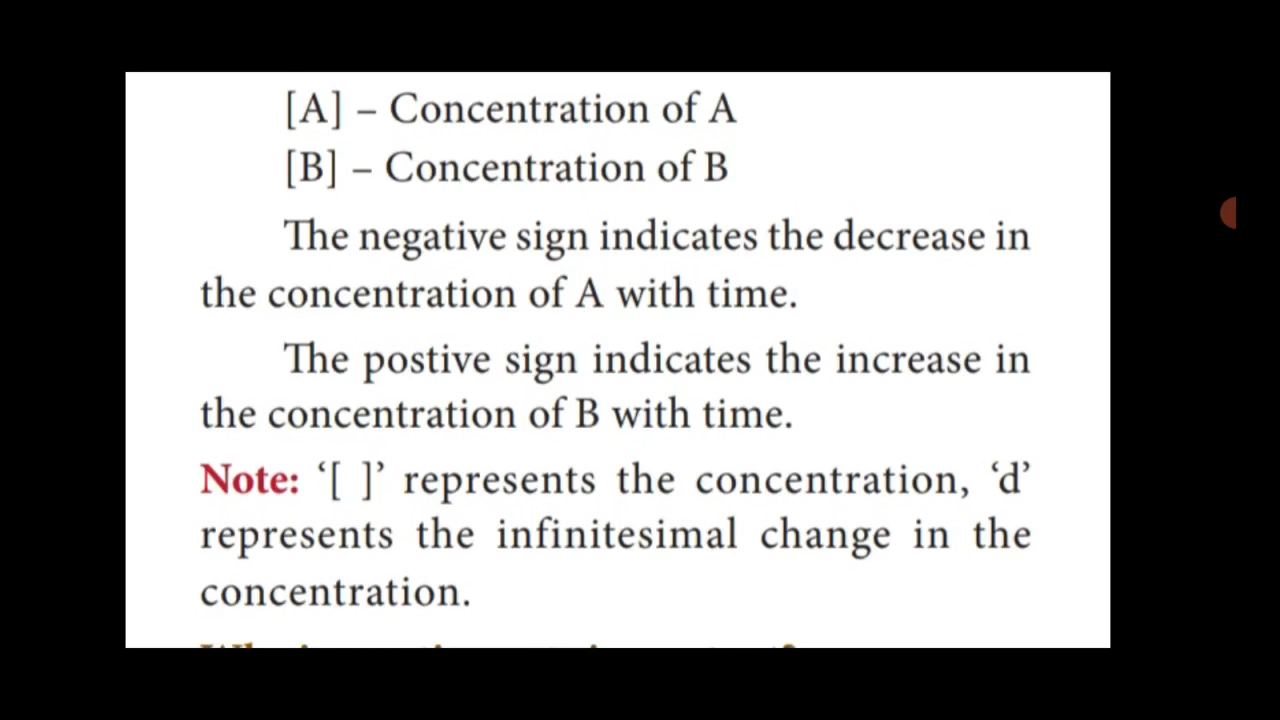 [A] – Concentration of A
[B] – Concentration of B
The negative sign indicates the decrease in
the concentration of A with time.
The postive sign indicates the increase in
the concentration of B with time.
Note: ‘[ ]’ represents the concentration, ‘d’
represents the infinitesimal change in the
concentration.